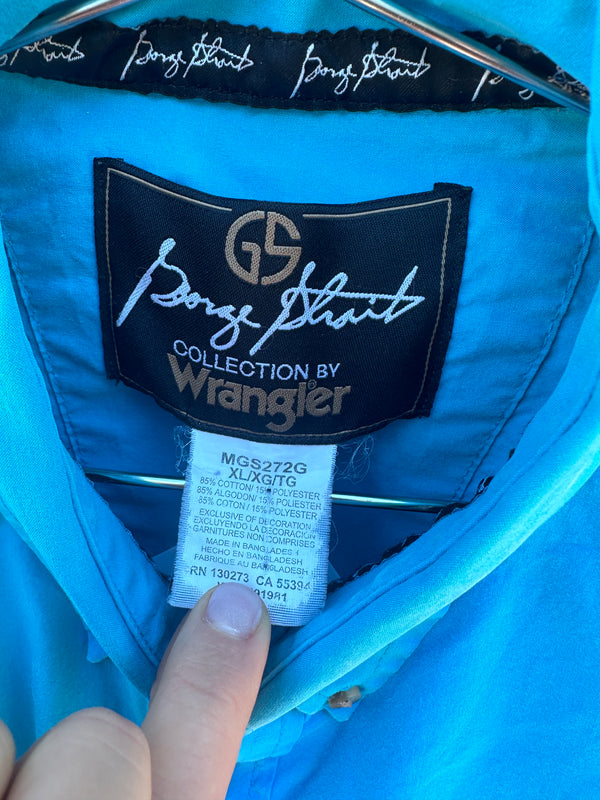 George Strait George Strait
GS
George Strait
COLLECTION BY
Wrangler®
MGS272G
XL/XG/TG
85% COTTON / 15% POLYESTER
85% ALGODON / 15% POLIESTER
85% COTON / 15% POLYESTER
EXCLUSIVE OF DECORATION
EXCLUYENDO LA DECORACION
GARNITURES NON COMPRISES
MADE IN BANGLADESH
HECHO EN BANGLADESH
FABRIQUE AU BANGLADESH
RN 130273 CA 55394